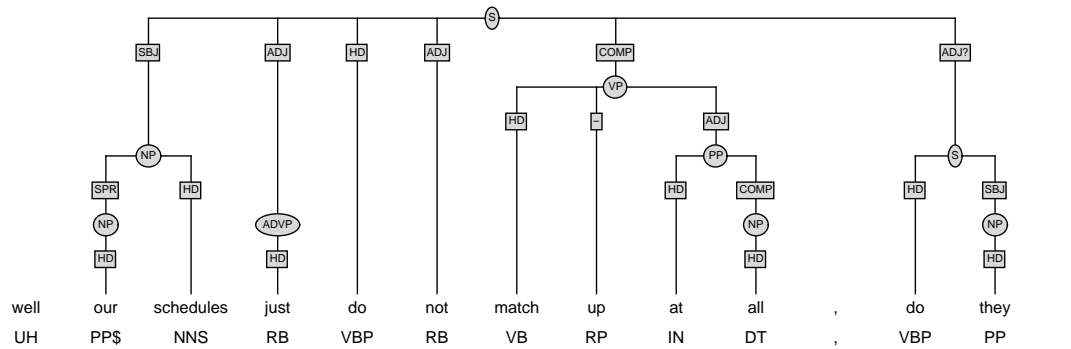 S
SBJ ADJ HD ADJ COMP ADJ?
VP
HD – ADJ
NP PP S
SPR HD HD COMP HD SBJ
NP ADVP NP NP
HD HD HD HD
well our schedules just do not match up at all , do they
UH PP$ NNS RB VBP RB VB RP IN DT , VBP PP